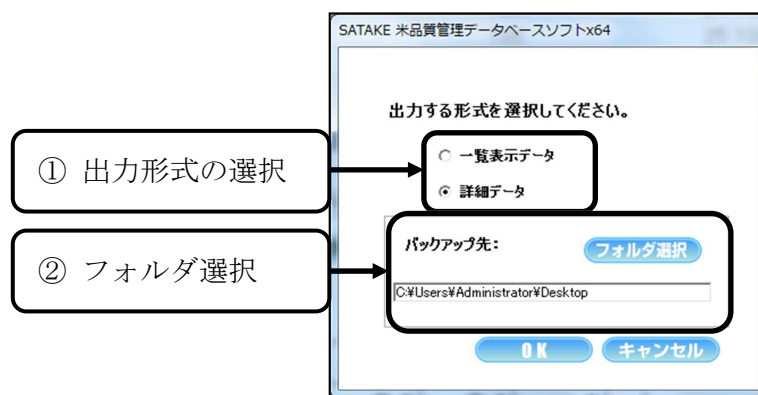 SATAKE 米品質管理データベースソフトx64
出力する形式を選択してください。
① 出力形式の選択
一覧表示データ
詳細データ
② フォルダ選択
バックアップ先:
フォルダ選択
C:¥Users¥Administrator¥Desktop
OK
キャンセル